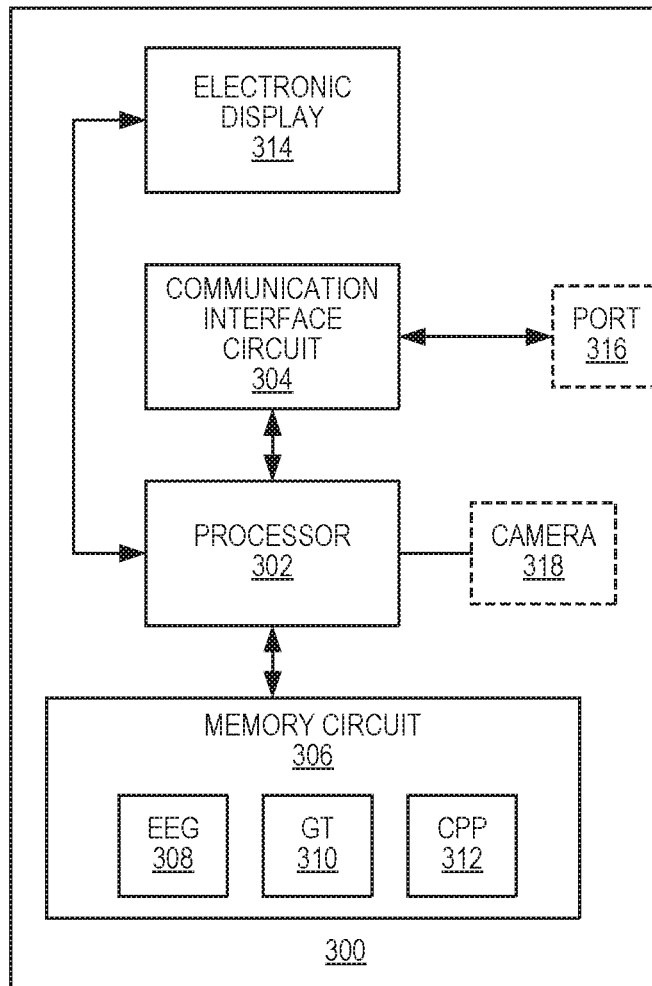 ELECTRONIC
DISPLAY
314
COMMUNICATION
INTERFACE
CIRCUIT
304
PORT
316
PROCESSOR
302
CAMERA
318
MEMORY CIRCUIT
306
EEG
308
GT
310
CPP
312
300